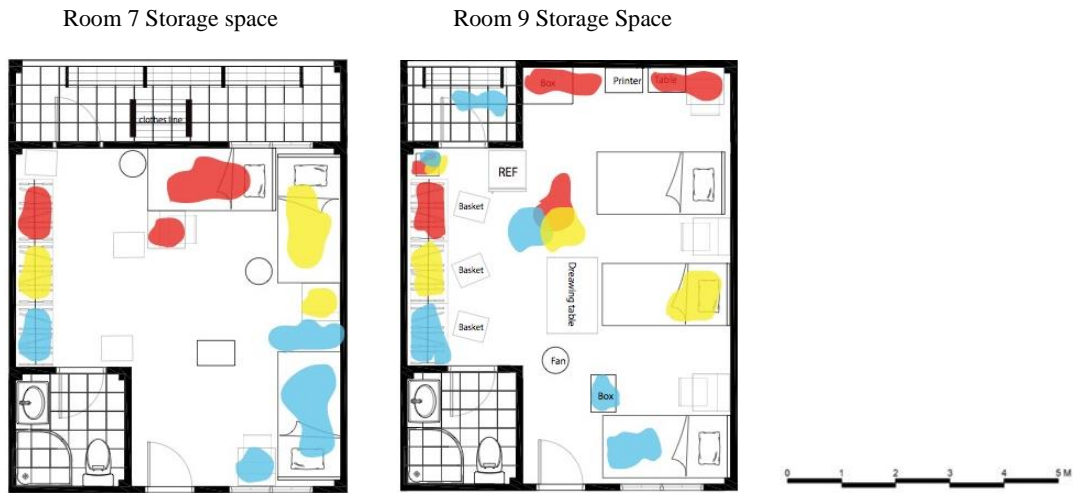 Room 7 Storage space
Room 9 Storage Space
clothes line
Box
Printer
Table
REF
Basket
Basket
Drewing table
Basket
Fan
Box
0 1 2 3 4 5 M